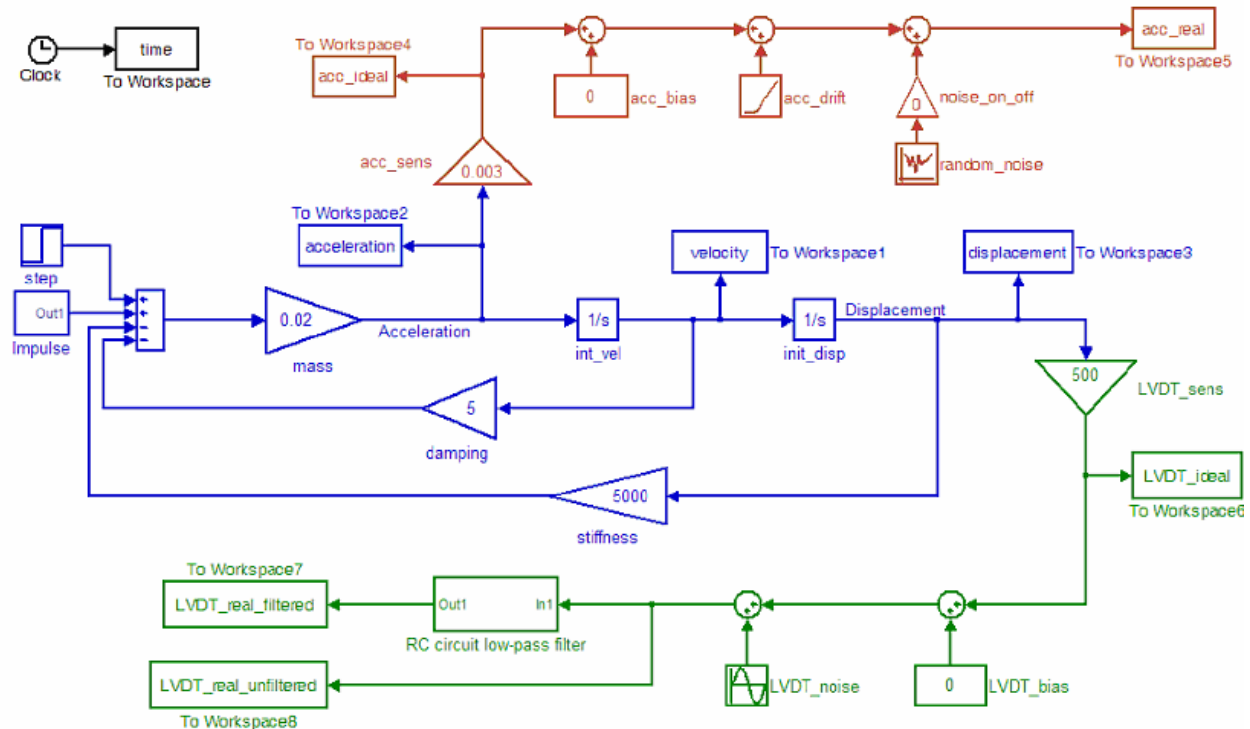 time
Clock
To Workspace
To Workspace4
acc_ideal
0
acc_bias
acc_drift
0
noise_on_off
random_noise
acc_real
To Workspace5
acc_sens
0.003
To Workspace2
acceleration
step
Out1
Impulse
0.02
mass
Acceleration
1/s
int_vel
velocity
To Workspace1
1/s
init_disp
Displacement
displacement
To Workspace3
5
damping
5000
stiffness
500
LVDT_sens
LVDT_ideal
To Workspace6
To Workspace7
LVDT_real_filtered
Out1
In1
RC circuit low-pass filter
LVDT_real_unfiltered
To Workspace8
LVDT_noise
0
LVDT_bias